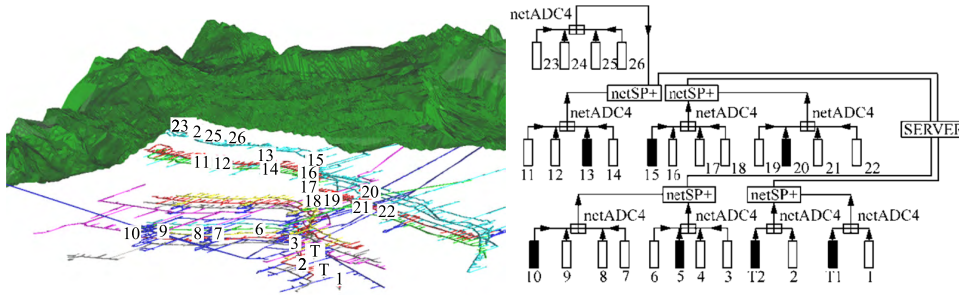 23 2 25 26
11 12 13 14 15
16
17
18 19 20
21 22
10 9 8 7 6
3 T
2 T
1
netADC4
23 24 25 26
netSP+ netSP+
netADC4 netADC4 netADC4
SERVER
11 12 13 14 15 16 17 18 19 20 21 22
netSP+ netSP+
netADC4 netADC4 netADC4 netADC4
10 9 8 7 6 5 4 3 T2 2 T1 1